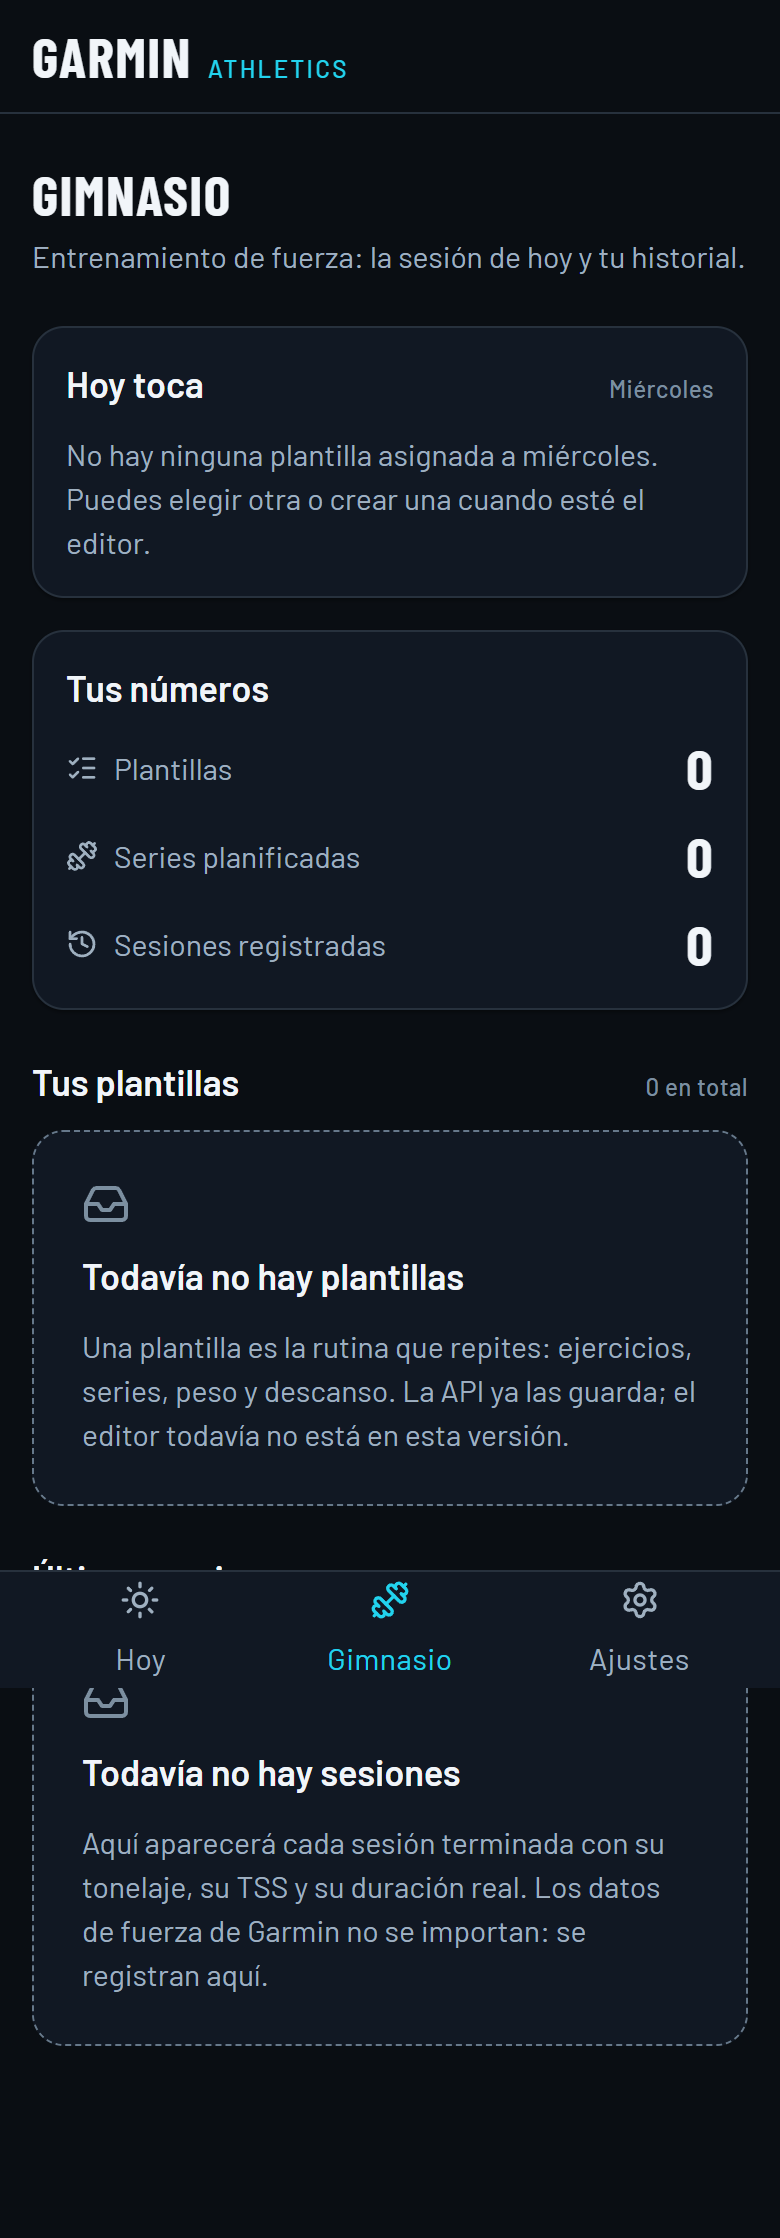 GARMIN ATHLETICS
GIMNASIO
Entrenamiento de fuerza: la sesión de hoy y tu historial.
Hoy toca
Miércoles
No hay ninguna plantilla asignada a miércoles.
Puedes elegir otra o crear una cuando esté el
editor.
Tus números
Plantillas
0
Series planificadas
0
Sesiones registradas
0
Tus plantillas
0 en total
Todavía no hay plantillas
Una plantilla es la rutina que repites: ejercicios,
series, peso y descanso. La API ya las guarda; el
editor todavía no está en esta versión.
Hoy
Gimnasio
Ajustes
Todavía no hay sesiones
Aquí aparecerá cada sesión terminada con su
tonelaje, su TSS y su duración real. Los datos
de fuerza de Garmin no se importan: se
registran aquí.